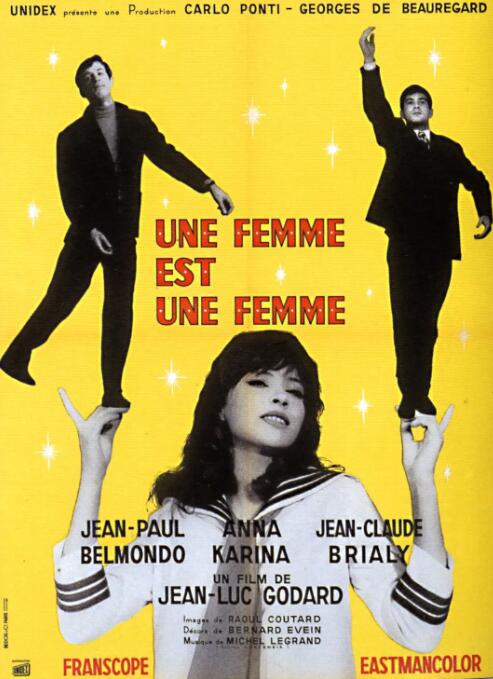 UNIDEX présente une Production CARLO PONTI - GEORGES DE BEAUREGARD
UNE FEMME
EST
UNE FEMME
JEAN-PAUL BELMONDO
ANNA KARINA
JEAN-CLAUDE BRIALY
UN FILM DE
JEAN-LUC GODARD
Images de RAOUL COUTARD
Décors de BERNARD EVEIN
Musique de MICHEL LEGRAND
FRANSCOPE
EASTMANCOLOR